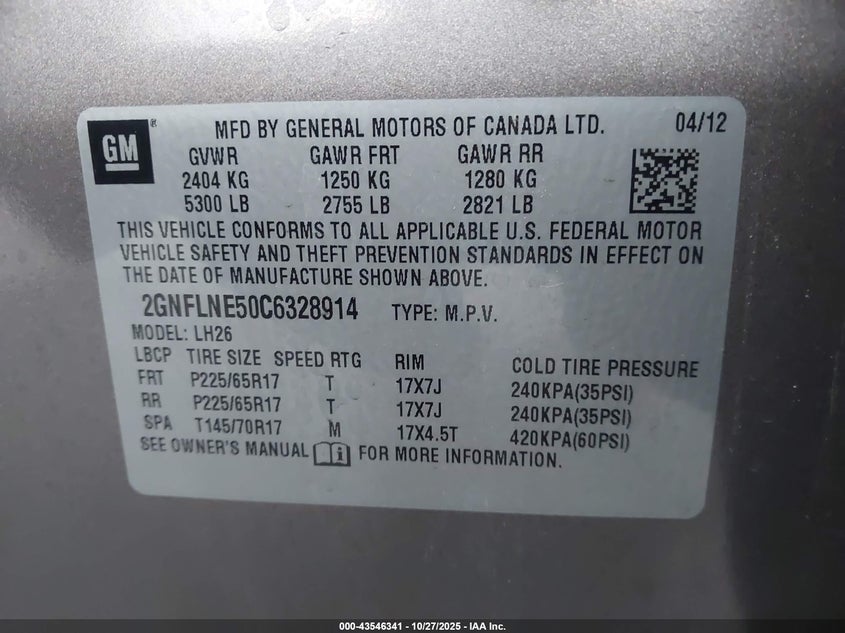 GM ® MFD BY GENERAL MOTORS OF CANADA LTD. 04/12
GVWR GAWR FRT GAWR RR
2404 KG 1250 KG 1280 KG
5300 LB 2755 LB 2821 LB
THIS VEHICLE CONFORMS TO ALL APPLICABLE U.S. FEDERAL MOTOR
VEHICLE SAFETY AND THEFT PREVENTION STANDARDS IN EFFECT ON
THE DATE OF MANUFACTURE SHOWN ABOVE.
2GNFLNE50C6328914 TYPE: M.P.V.
MODEL: LH26
LBCP TIRE SIZE SPEED RTG RIM COLD TIRE PRESSURE
FRT P225/65R17 T 17X7J 240KPA(35PSI)
RR P225/65R17 T 17X7J 240KPA(35PSI)
SPA T145/70R17 M 17X4.5T 420KPA(60PSI)
SEE OWNER'S MANUAL i FOR MORE INFORMATION.
000-43546341 | 10/27/2025 - IAA Inc.